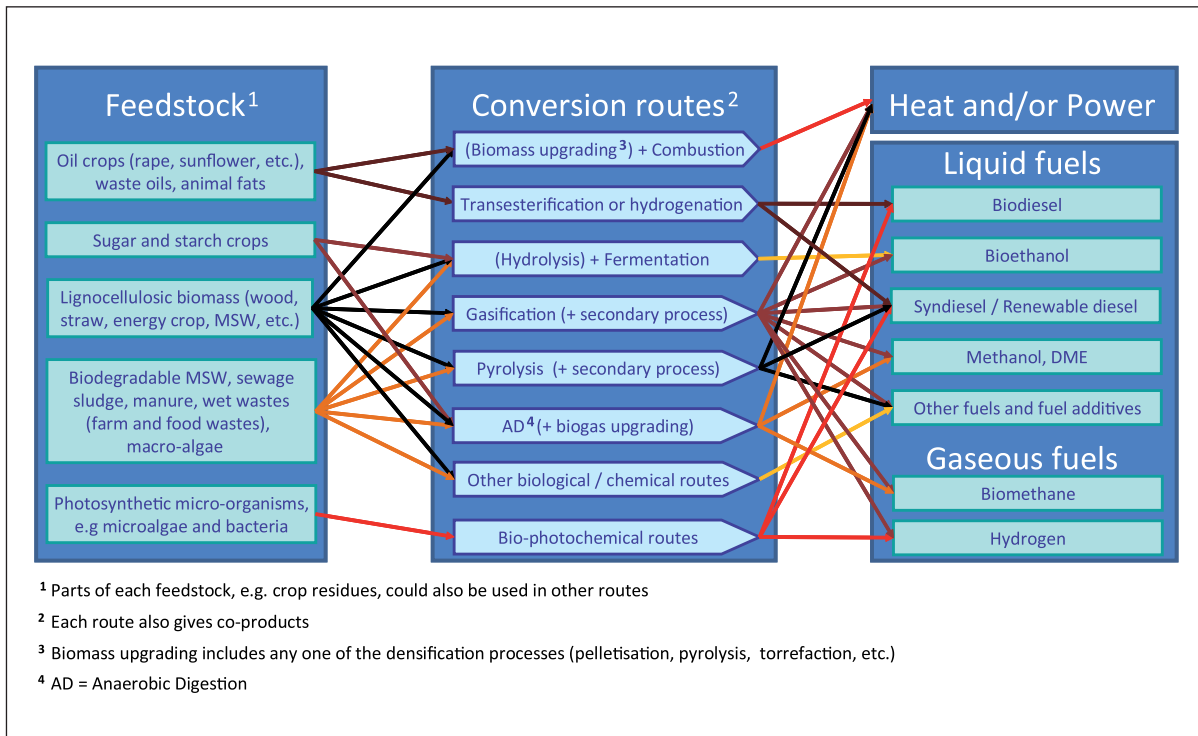 Feedstock¹
Oil crops (rape, sunflower, etc.),
waste oils, animal fats
Sugar and starch crops
Lignocellulosic biomass (wood,
straw, energy crop, MSW, etc.)
Biodegradable MSW, sewage
sludge, manure, wet wastes
(farm and food wastes),
macro-algae
Photosynthetic micro-organisms,
e.g microalgae and bacteria
Conversion routes²
(Biomass upgrading³) + Combustion
Transesterification or hydrogenation
(Hydrolysis) + Fermentation
Gasification (+ secondary process)
Pyrolysis (+ secondary process)
AD⁴ (+ biogas upgrading)
Other biological / chemical routes
Bio-photochemical routes
Heat and/or Power
Liquid fuels
Biodiesel
Bioethanol
Syndiesel / Renewable diesel
Methanol, DME
Other fuels and fuel additives
Gaseous fuels
Biomethane
Hydrogen
¹ Parts of each feedstock, e.g. crop residues, could also be used in other routes
² Each route also gives co-products
³ Biomass upgrading includes any one of the densification processes (pelletisation, pyrolysis, torrefaction, etc.)
⁴ AD = Anaerobic Digestion